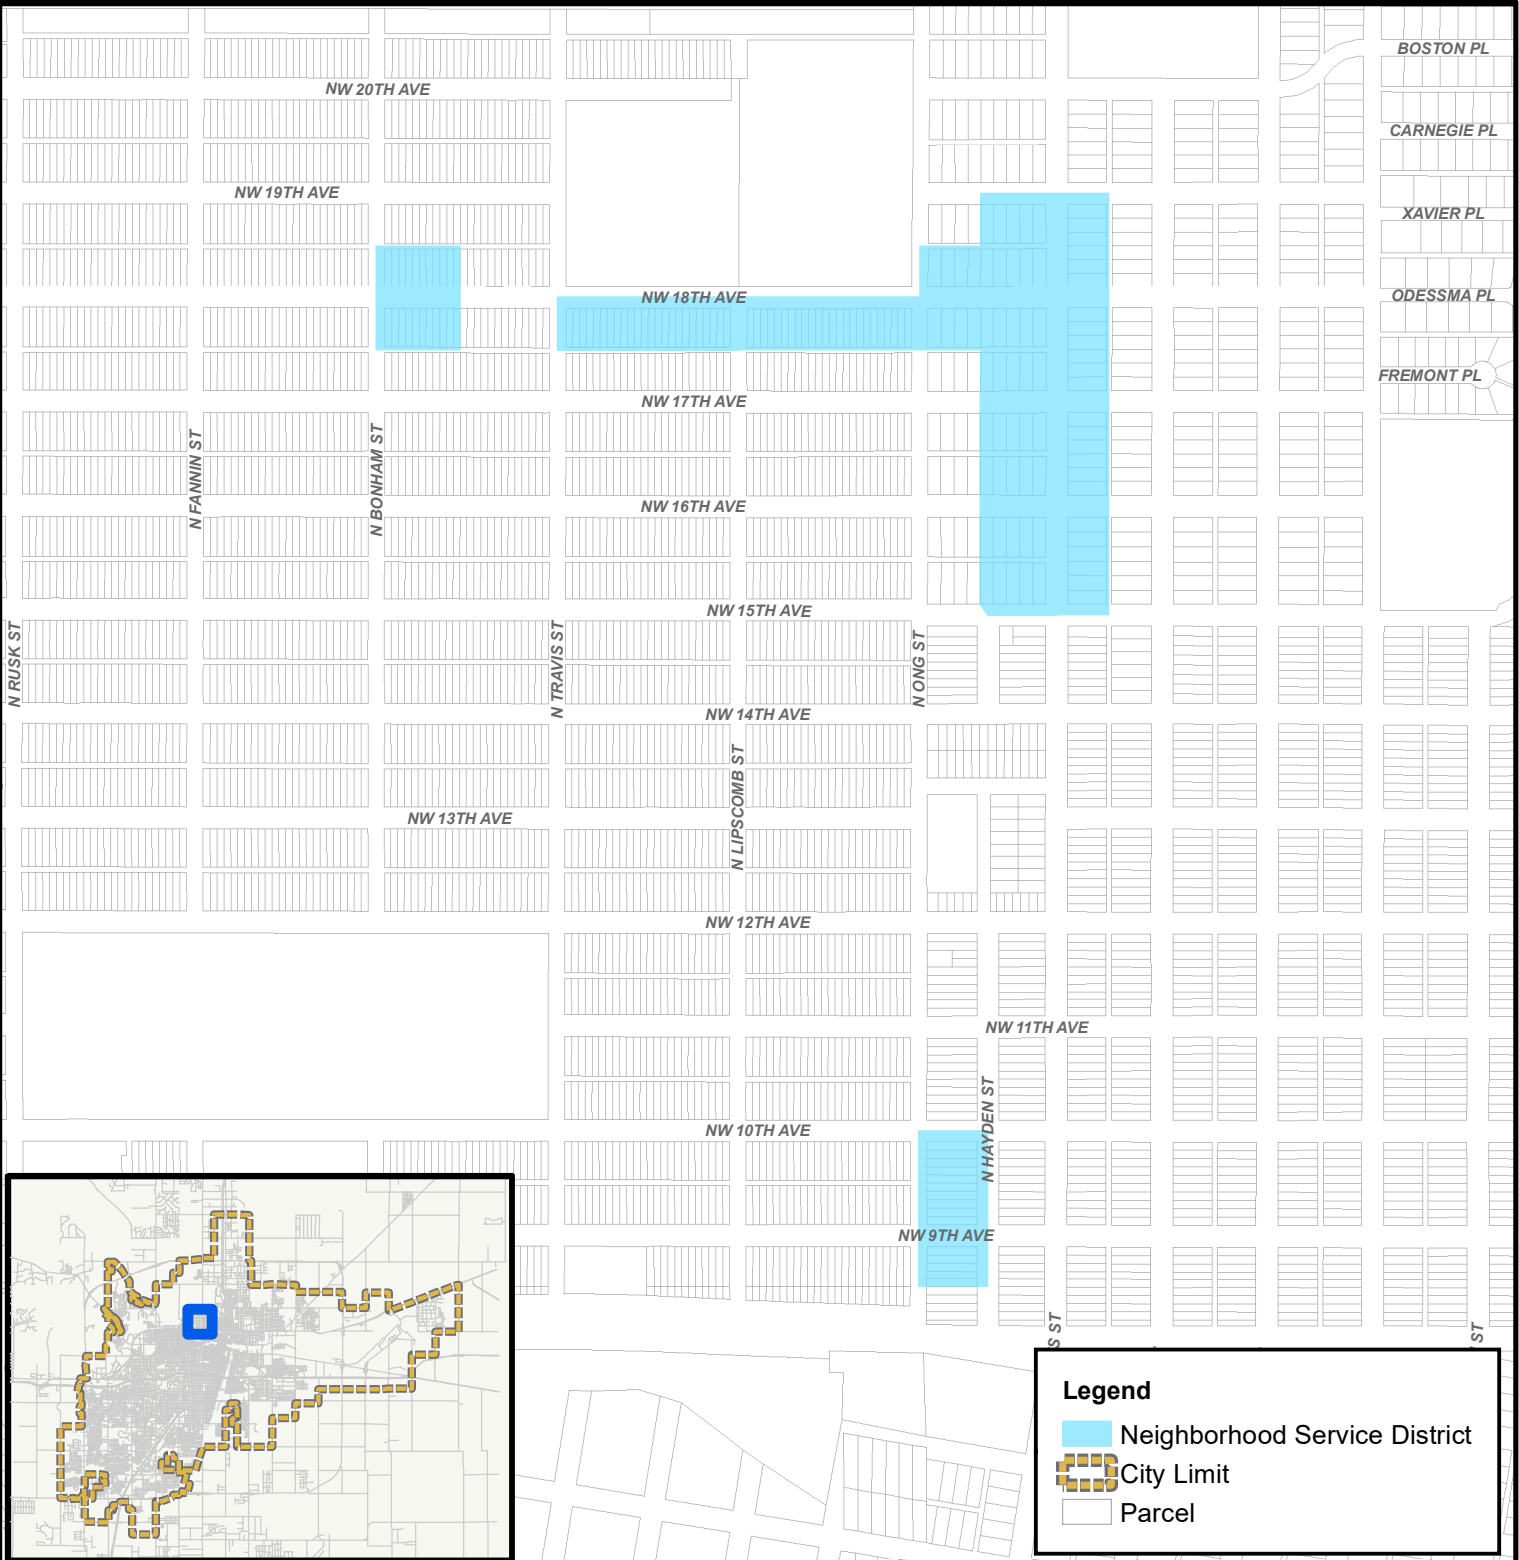 BOSTON PL
NW 20TH AVE
CARNEGIE PL
NW 19TH AVE
XAVIER PL
NW 18TH AVE
ODESSMA PL
FREMONT PL
NW 17TH AVE
N FANNIN ST
N BONHAM ST
NW 16TH AVE
NW 15TH AVE
N RUSK ST
N TRAVIS ST
N ONG ST
NW 14TH AVE
N LIPSCOMB ST
NW 13TH AVE
NW 12TH AVE
NW 11TH AVE
N HAYDEN ST
NW 10TH AVE
NW 9TH AVE
S ST
ST
Legend
Neighborhood Service District
City Limit
Parcel